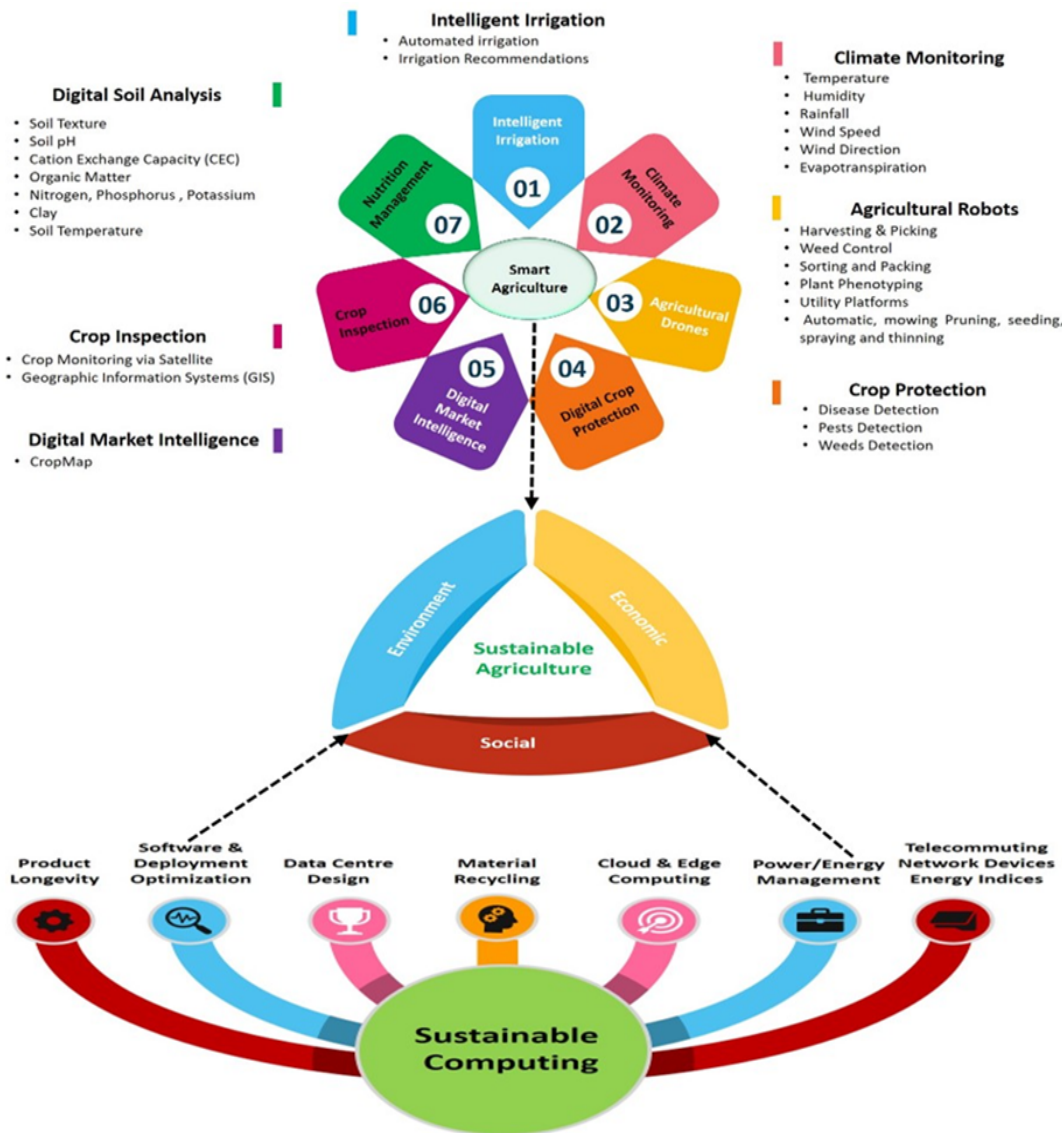 Intelligent Irrigation
• Automated irrigation
• Irrigation Recommendations
Climate Monitoring
• Temperature
• Humidity
• Rainfall
• Wind Speed
• Wind Direction
• Evapotranspiration
Digital Soil Analysis
• Soil Texture
• Soil pH
• Cation Exchange Capacity (CEC)
• Organic Matter
• Nitrogen, Phosphorus , Potassium
• Clay
• Soil Temperature
Agricultural Robots
• Harvesting & Picking
• Weed Control
• Sorting and Packing
• Plant Phenotyping
• Utility Platforms
• Automatic, mowing Pruning, seeding,
spraying and thinning
Crop Inspection
• Crop Monitoring via Satellite
• Geographic Information Systems (GIS)
Crop Protection
• Disease Detection
• Pests Detection
• Weeds Detection
Digital Market Intelligence
• CropMap
Intelligent
Irrigation
01
Climate
Monitoring
02
Agricultural
Drones
03
Digital Crop
Protection
04
Digital
Market
Intelligence
05
Crop
Inspection
06
Nutrition
Management
07
Smart
Agriculture
Environment
Economic
Sustainable
Agriculture
Social
Product
Longevity
Software &
Deployment
Optimization
Data Centre
Design
Material
Recycling
Cloud & Edge
Computing
Power/Energy
Management
Telecommuting
Network Devices
Energy Indices
Sustainable
Computing